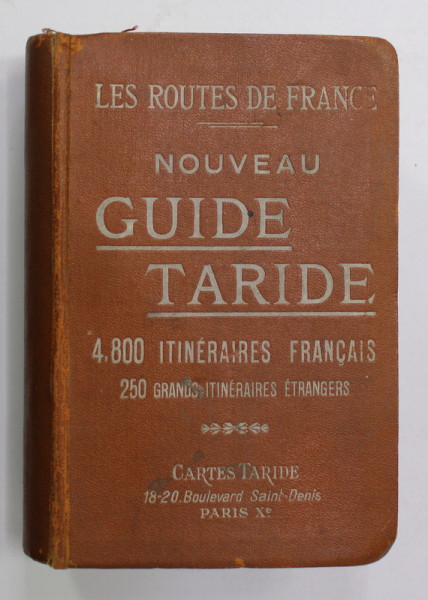 LES ROUTES DE FRANCE
NOUVEAU
GUIDE
TARIDE
4.800 ITINÉRAIRES FRANÇAIS
250 GRANDS ITINÉRAIRES ÉTRANGERS
CARTES TARIDE
18-20. Boulevard Saint-Denis
PARIS Xe